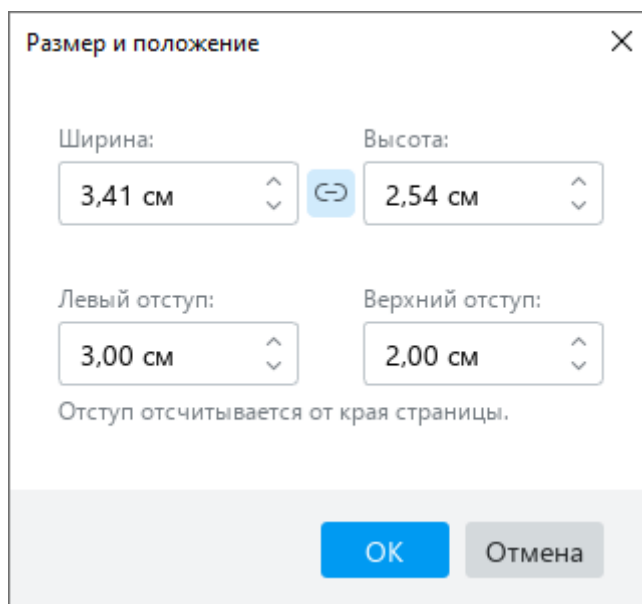 Размер и положение
Ширина: Высота:
3,41 см 2,54 см
Левый отступ: Верхний отступ:
3,00 см 2,00 см
Отступ отсчитывается от края страницы.
ОК Отмена